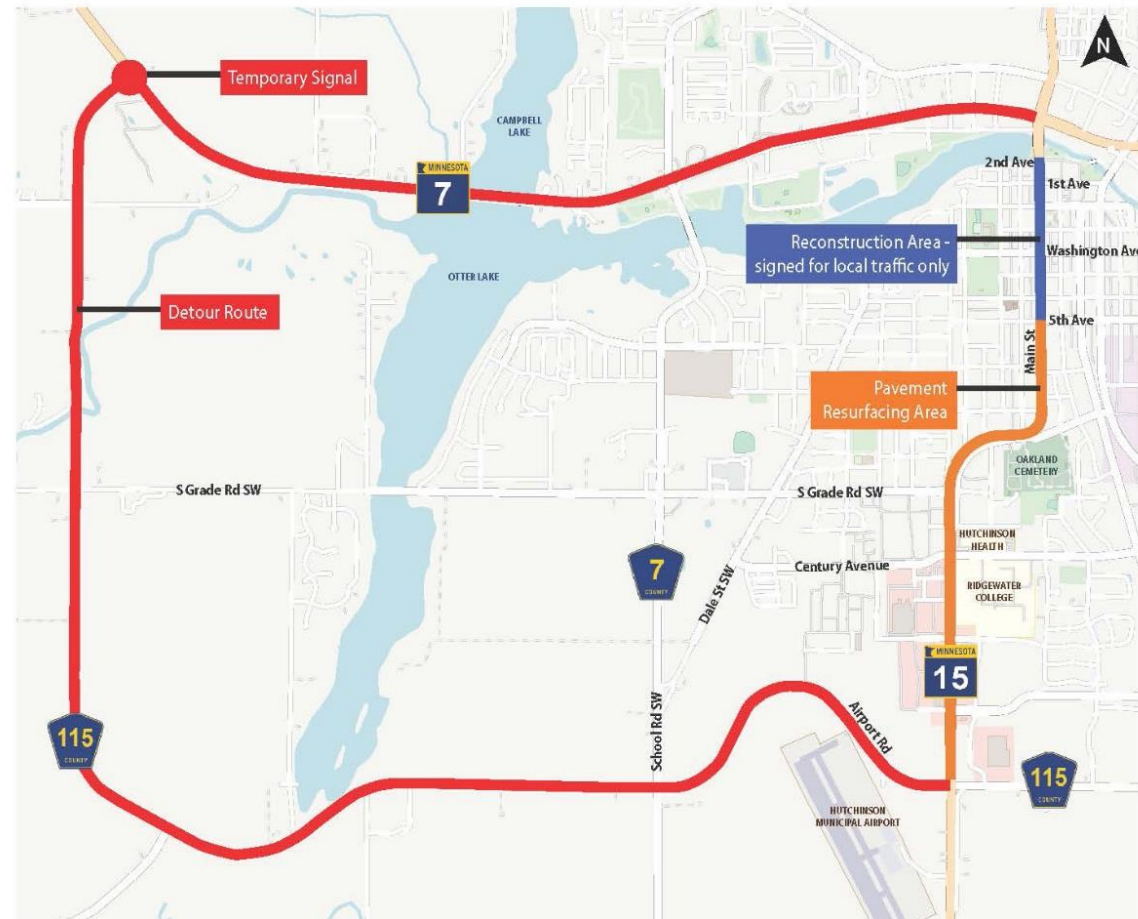 N
Temporary Signal
CAMPBELL
LAKE
MINNESOTA
7
2nd Ave
1st Ave
Reconstruction Area -
signed for local traffic only
Washington Ave
OTTER LAKE
Detour Route
5th Ave
Main St
Pavement
Resurfacing Area
OAKLAND
CEMETERY
S Grade Rd SW
S Grade Rd SW
HUTCHINSON
HEALTH
7
COUNTY
Century Avenue
Dale St SW
RIDGEWATER
COLLEGE
MINNESOTA
15
School Rd SW
Airport Rd
115
COUNTY
115
COUNTY
HUTCHINSON
MUNICIPAL AIRPORT